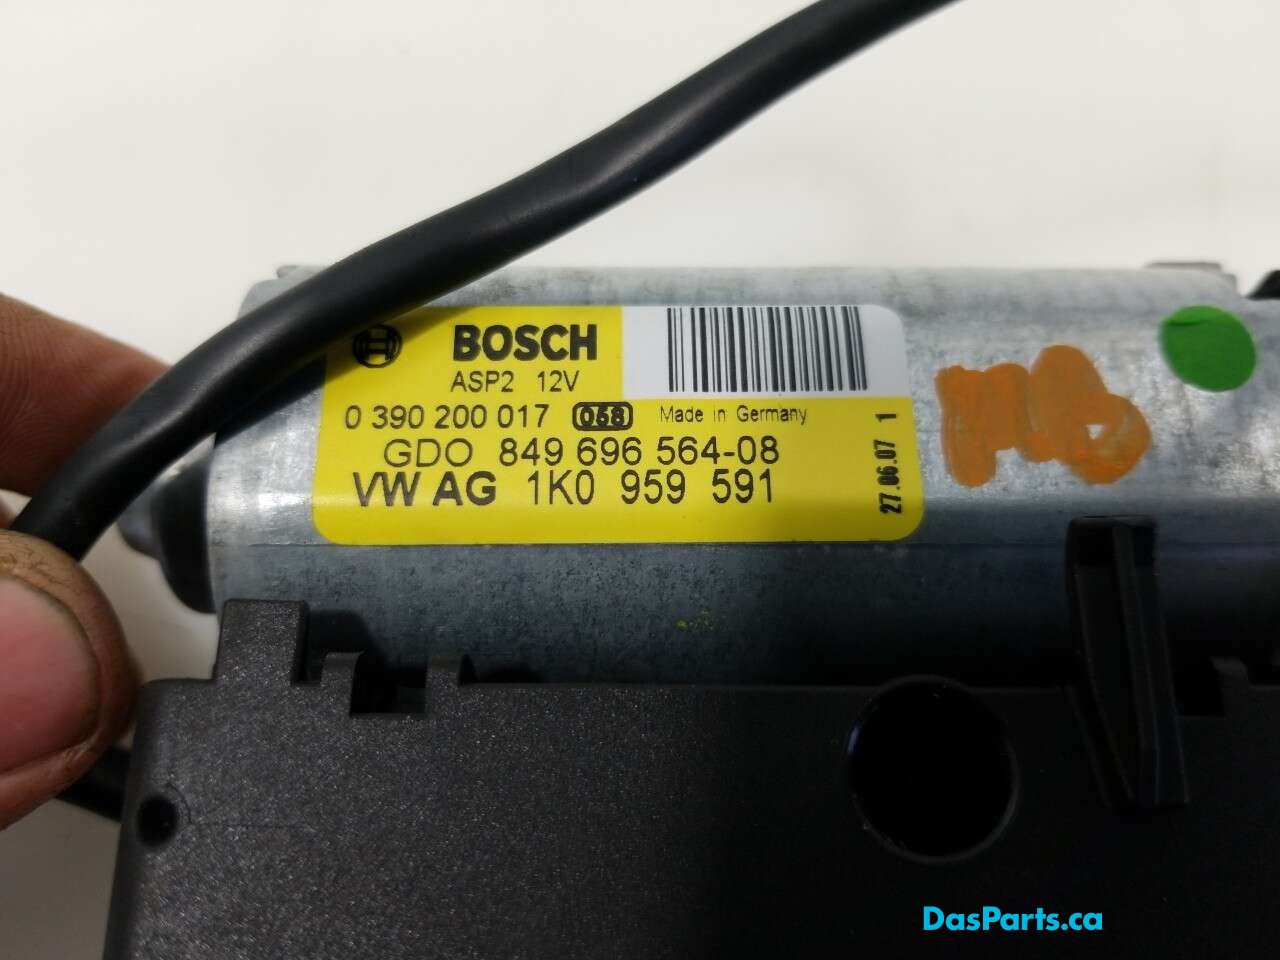 BOSCH
ASP2 12V
0 390 200 017 068 Made in Germany
GDO 849 696 564-08
VW AG 1K0 959 591
27.06.07 1
DasParts.ca